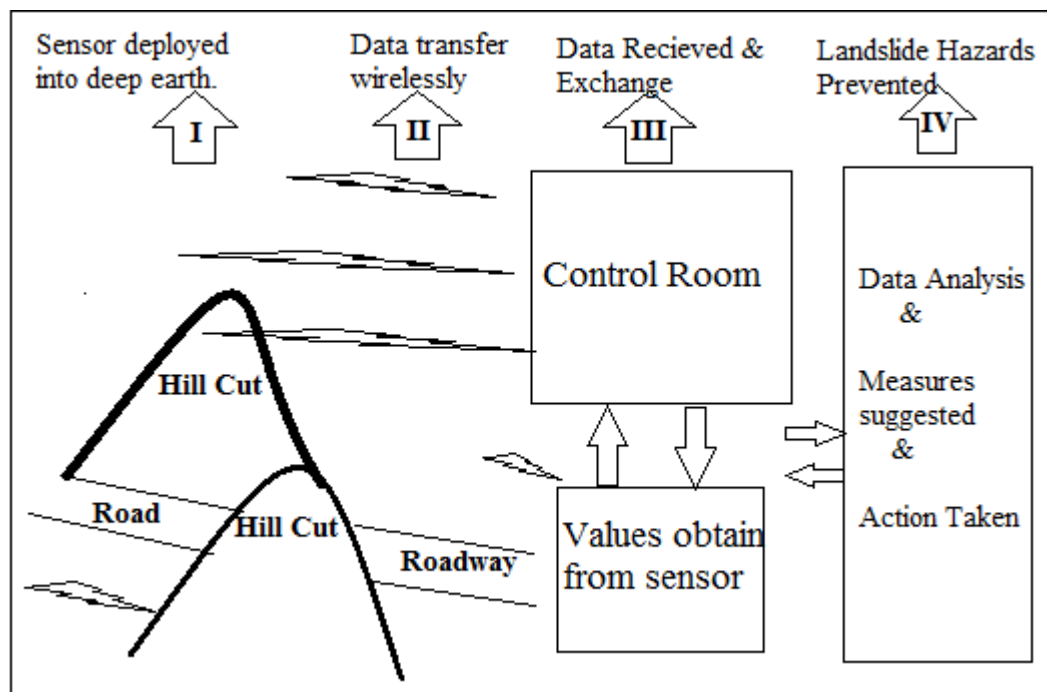 Sensor deployed
into deep earth.
Data transfer
wirelessly
Data Recieved &
Exchange
Landslide Hazards
Prevented
I
II
III
IV
Control Room
Data Analysis
&
Measures
suggested
&
Action Taken
Hill Cut
Road
Hill Cut
Roadway
Values obtain
from sensor